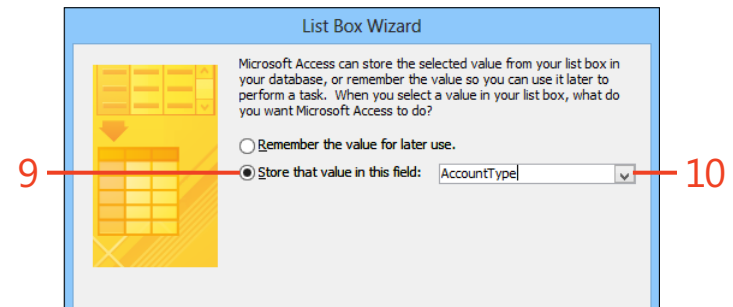 List Box Wizard
Microsoft Access can store the selected value from your list box in
your database, or remember the value so you can use it later to
perform a task.  When you select a value in your list box, what do
you want Microsoft Access to do?
Remember the value for later use.
9
Store that value in this field:
AccountType
10